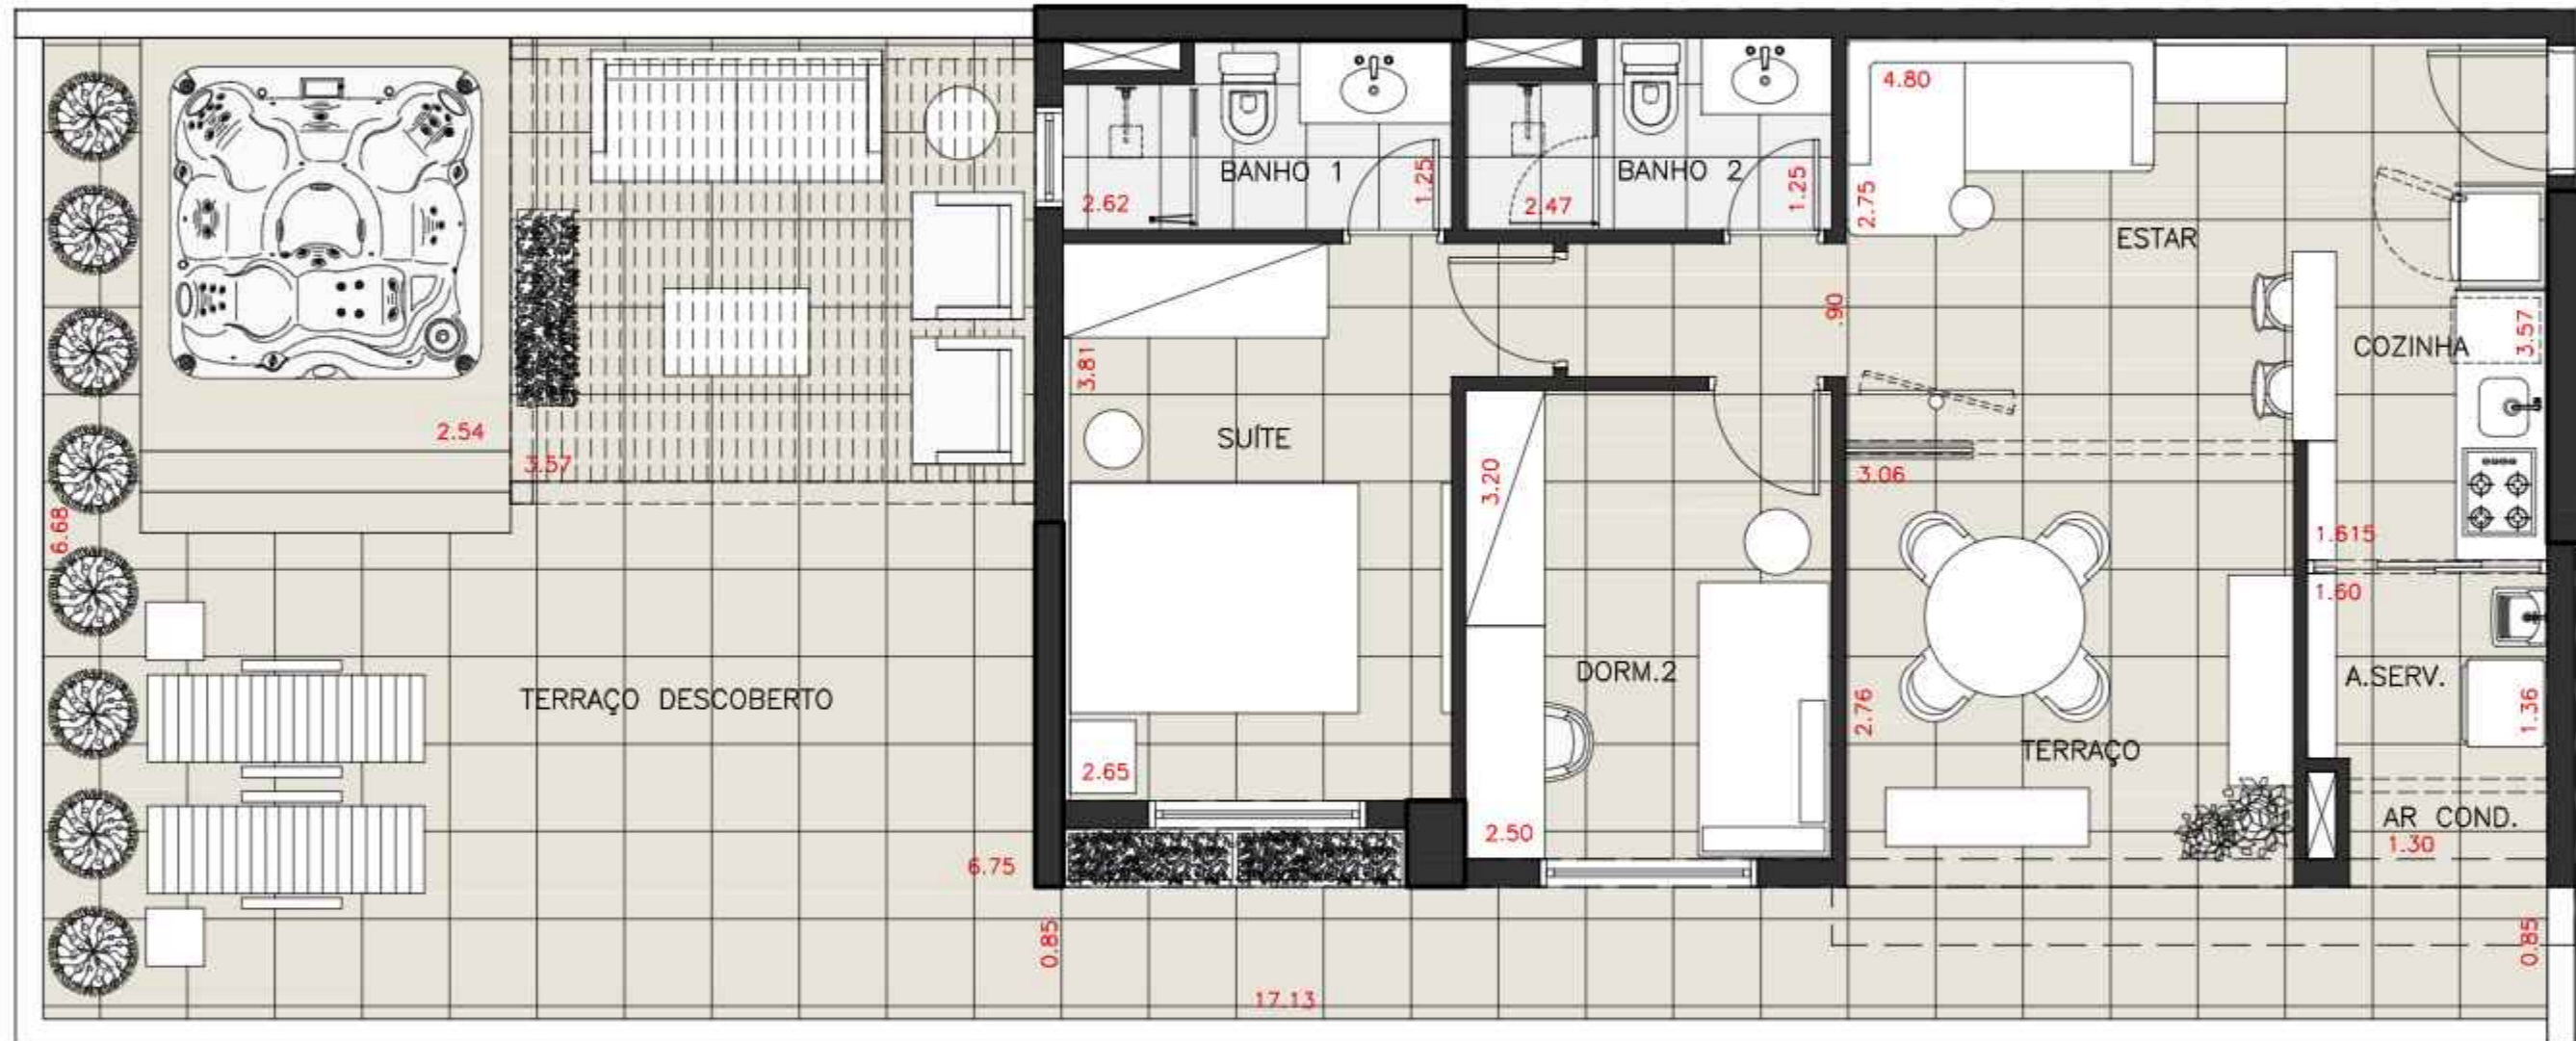 4.80
BANHO 1
1.25
2.62
BANHO 2
1.25
2.47
2.75
ESTAR
.90
COZINHA
3.57
3.81
SUÍTE
2.54
3.57
3.20
3.06
6.68
1.615
1.60
TERRAÇO DESCOBERTO
DORM.2
A.SERV.
2.76
1.36
TERRAÇO
2.65
2.50
AR COND.
1.30
6.75
0.85
0.85
17.13